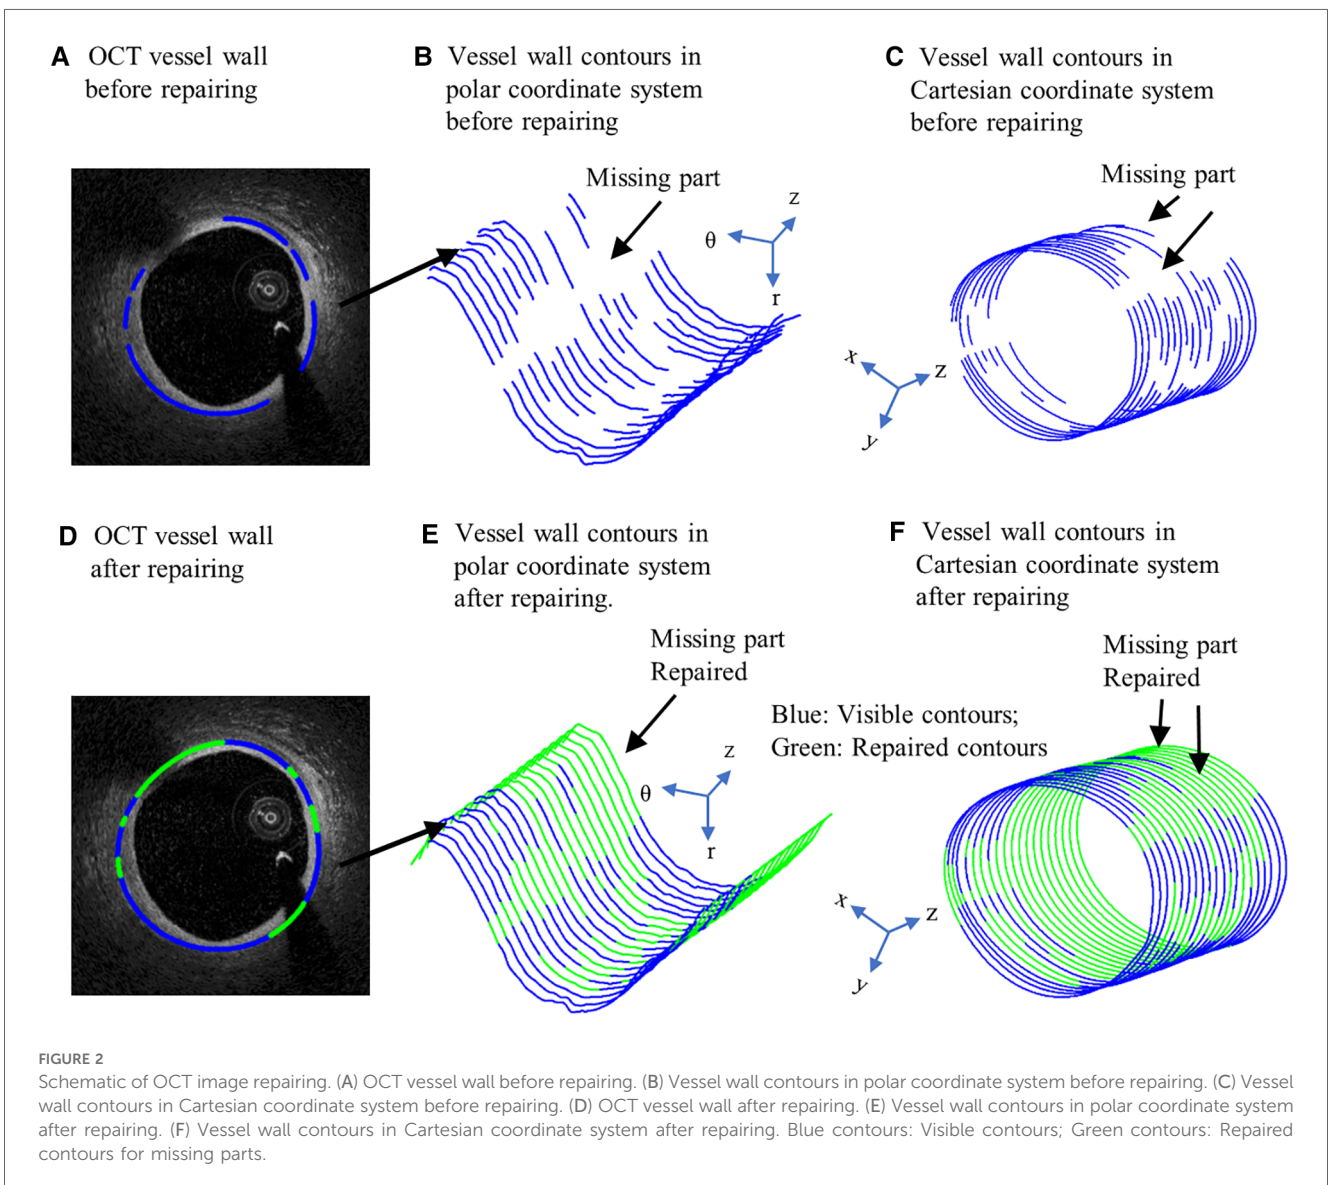 A OCT vessel wall
before repairing
B Vessel wall contours in
polar coordinate system
before repairing
C Vessel wall contours in
Cartesian coordinate system
before repairing
Missing part
z
θ
r
Missing part
x
z
y
D OCT vessel wall
after repairing
E Vessel wall contours in
polar coordinate system
after repairing.
F Vessel wall contours in
Cartesian coordinate system
after repairing
Missing part
Repaired
z
θ
r
Blue: Visible contours;
Green: Repaired contours
Missing part
Repaired
x
z
y
FIGURE 2
Schematic of OCT image repairing. (A) OCT vessel wall before repairing. (B) Vessel wall contours in polar coordinate system before repairing. (C) Vessel
wall contours in Cartesian coordinate system before repairing. (D) OCT vessel wall after repairing. (E) Vessel wall contours in polar coordinate system
after repairing. (F) Vessel wall contours in Cartesian coordinate system after repairing. Blue contours: Visible contours; Green contours: Repaired
contours for missing parts.